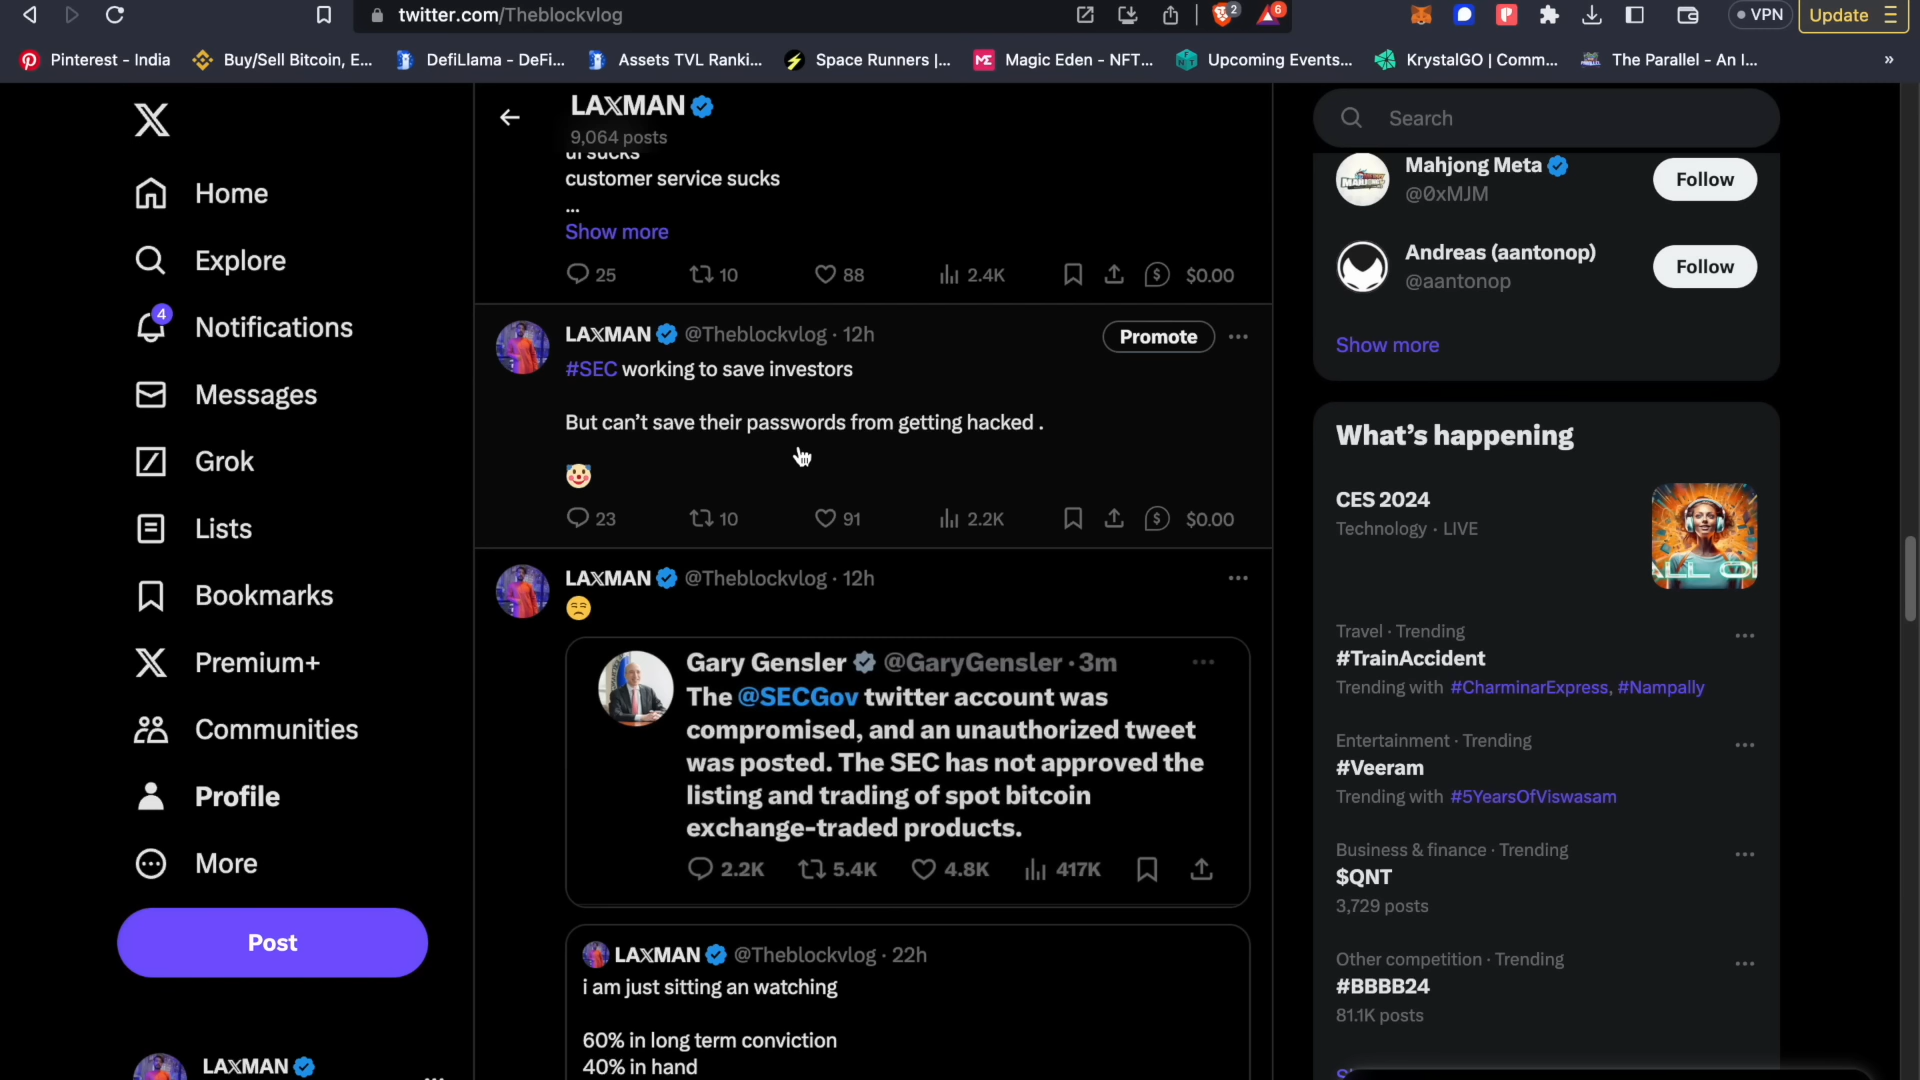 twitter.com/Theblockvlog
2
6
VPN
Update
Pinterest - India
Buy/Sell Bitcoin, E...
DefiLlama - DeFi...
Assets TVL Ranki...
Space Runners |...
Magic Eden - NFT...
Upcoming Events...
KrystalGO | Comm...
The Parallel - An I...
»
Home
Explore
4
Notifications
Messages
Grok
Lists
Bookmarks
Premium+
Communities
Profile
More
Post
LAXMAN
LAXMAN
9,064 posts
ui sucks
customer service sucks
...
Show more
25 10 88 2.4K $0.00
LAXMAN @Theblockvlog · 12h
Promote
#SEC working to save investors
But can’t save their passwords from getting hacked .
23 10 91 2.2K $0.00
LAXMAN @Theblockvlog · 12h
Gary Gensler @GaryGensler · 3m
The @SECGov twitter account was
compromised, and an unauthorized tweet
was posted. The SEC has not approved the
listing and trading of spot bitcoin
exchange-traded products.
2.2K 5.4K 4.8K 417K
LAXMAN @Theblockvlog · 22h
i am just sitting an watching
60% in long term conviction
40% in hand
Search
Mahjong Meta
@0xMJM
Follow
Andreas (aantonop)
@aantonop
Follow
Show more
What’s happening
CES 2024
Technology · LIVE
Travel · Trending
#TrainAccident
Trending with #CharminarExpress, #Nampally
Entertainment · Trending
#Veeram
Trending with #5YearsOfViswasam
Business & finance · Trending
$QNT
3,729 posts
Other competition · Trending
#BBBB24
81.1K posts